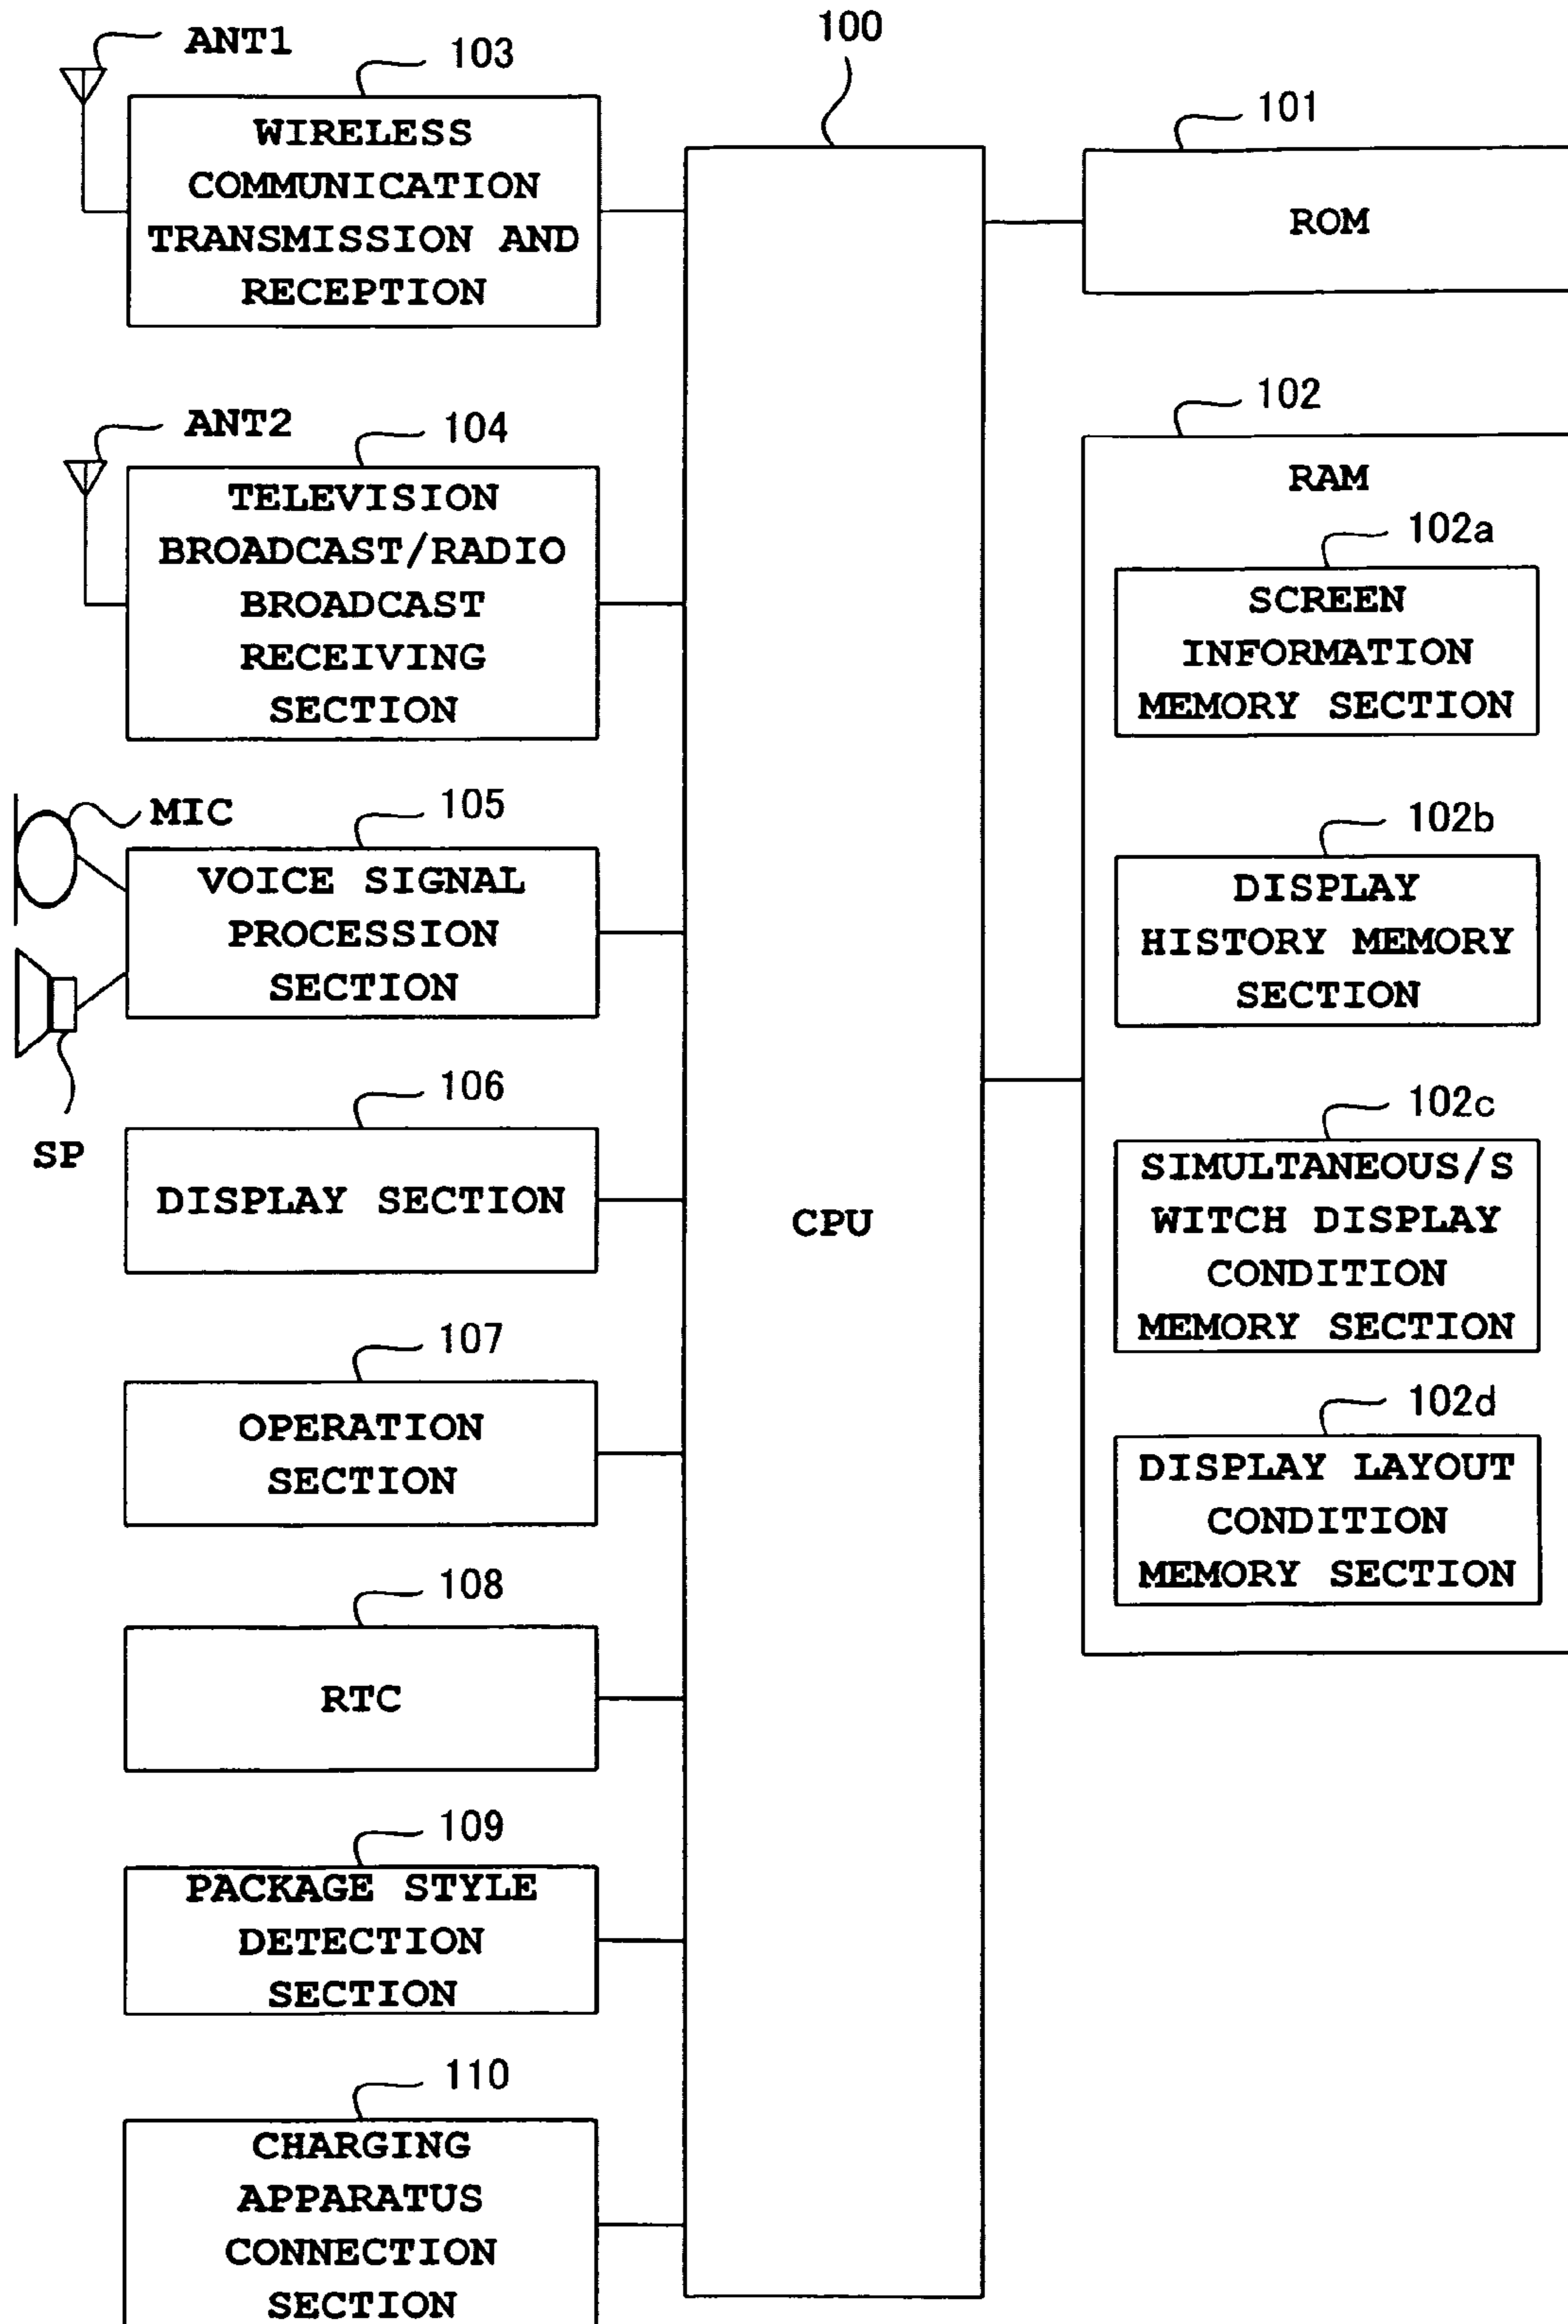 ANT1
103
WIRELESS
COMMUNICATION
TRANSMISSION AND
RECEPTION
ANT2
104
TELEVISION
BROADCAST/RADIO
BROADCAST
RECEIVING
SECTION
MIC
105
VOICE SIGNAL
PROCESSION
SECTION
SP
106
DISPLAY SECTION
107
OPERATION
SECTION
108
RTC
109
PACKAGE STYLE
DETECTION
SECTION
110
CHARGING
APPARATUS
CONNECTION
SECTION
100
CPU
101
ROM
102
RAM
102a
SCREEN
INFORMATION
MEMORY SECTION
102b
DISPLAY
HISTORY MEMORY
SECTION
102c
SIMULTANEOUS/S
WITCH DISPLAY
CONDITION
MEMORY SECTION
102d
DISPLAY LAYOUT
CONDITION
MEMORY SECTION